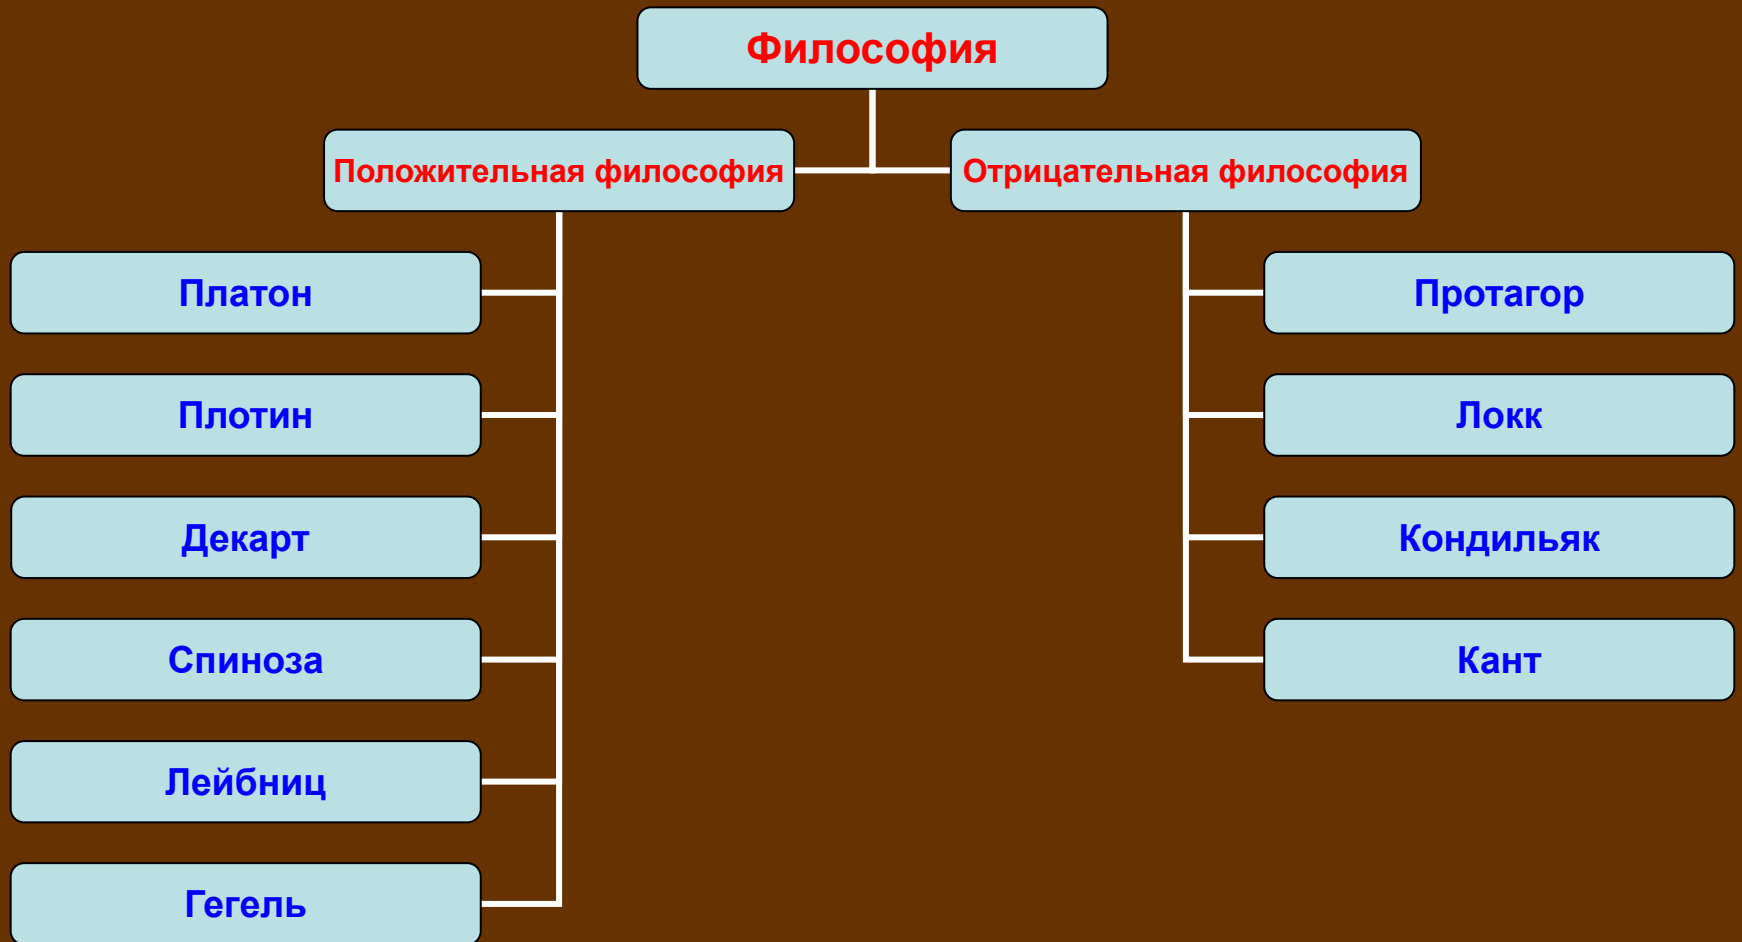 Философия
Положительная философия
Отрицательная философия
Платон
Плотин
Декарт
Спиноза
Лейбниц
Гегель
Протагор
Локк
Кондильяк
Кант